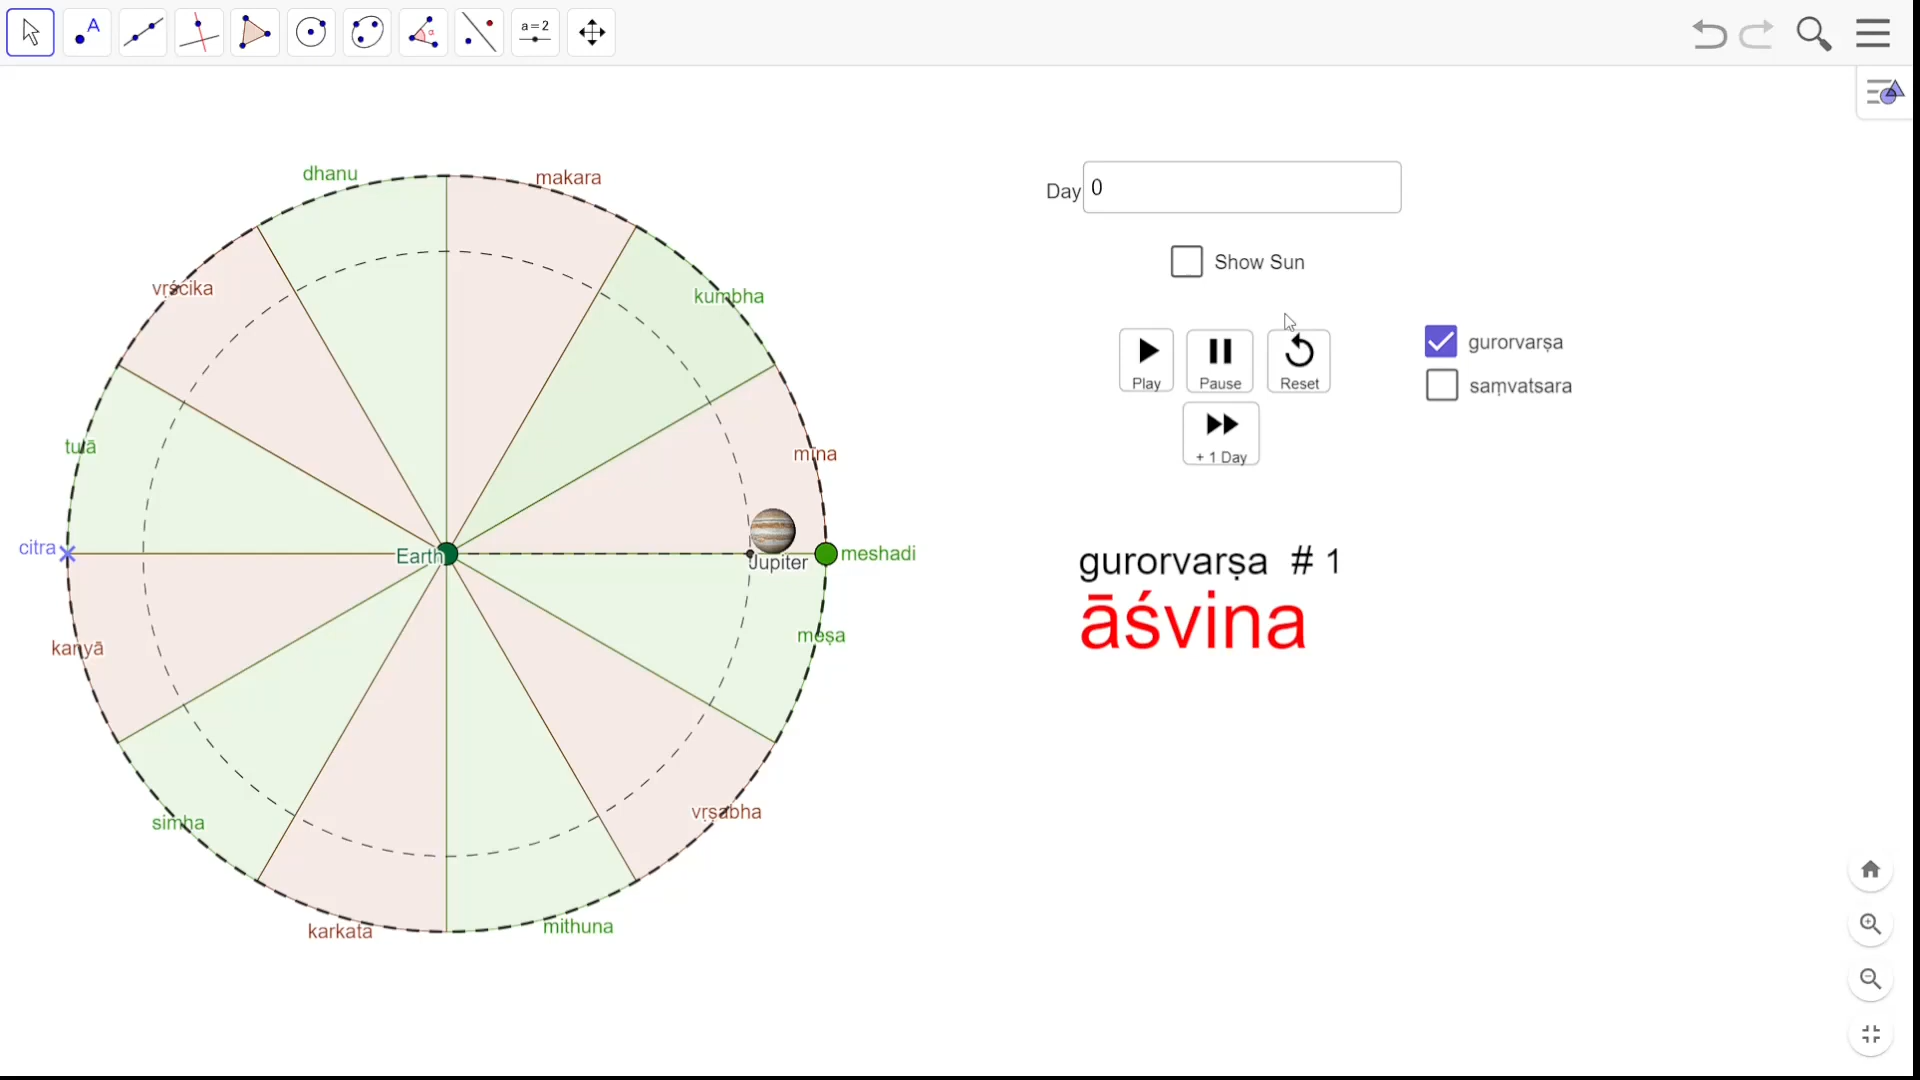 A
α
a=2
dhanu
makara
Day 0
Show Sun
vṛścika
kumbha
Play
Pause
Reset
gurorvarṣa
saṃvatsara
+ 1 Day
tulā
mīna
citra
Earth
Jupiter
meshadi
gurorvarṣa # 1
āśvina
kanyā
meṣa
siṃha
vṛṣabha
karkaṭa
mithuna